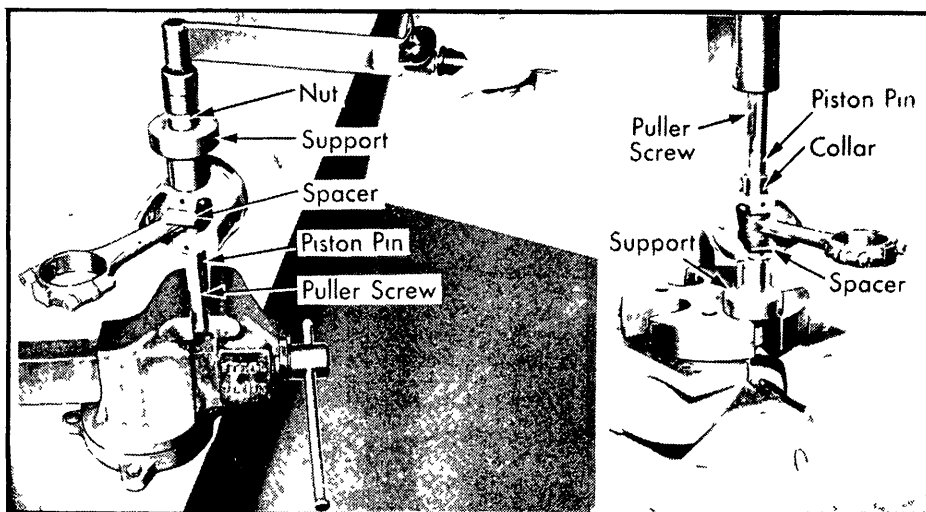 Nut
Support
Spacer
Piston Pin
Puller Screw
Puller
Screw
Piston Pin
Collar
Support
Spacer